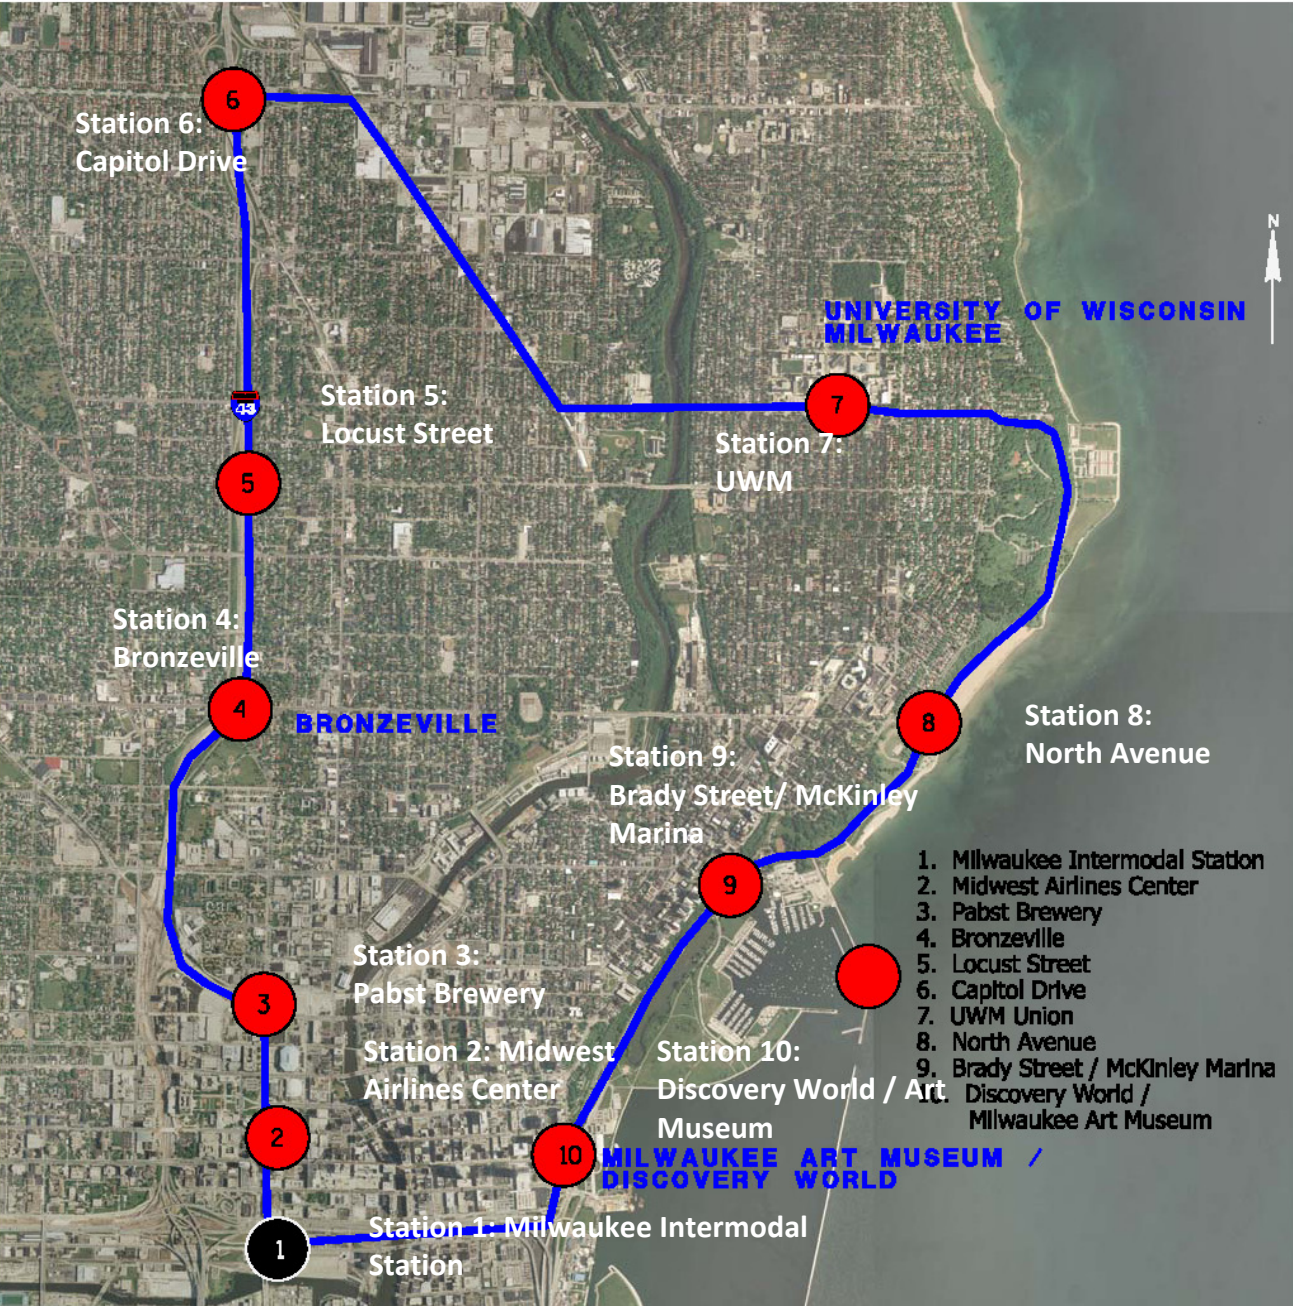 6
Station 6:
Capitol Drive
N
UNIVERSITY OF WISCONSIN
MILWAUKEE
Station 5:
Locust Street
43
7
Station 7:
UWM
5
Station 4:
Bronzeville
4
BRONZEVILLE
8
Station 8:
North Avenue
Station 9:
Brady Street/ McKinley
Marina
9
1. Milwaukee Intermodal Station
2. Midwest Airlines Center
3. Pabst Brewery
4. Bronzeville
5. Locust Street
6. Capitol Drive
7. UWM Union
8. North Avenue
9. Brady Street / McKinley Marina
10. Discovery World /
Milwaukee Art Museum
3
Station 3:
Pabst Brewery
Station 2: Midwest
Airlines Center
Station 10:
Discovery World / Art
Museum
2
10
MILWAUKEE ART MUSEUM /
DISCOVERY WORLD
Station 1: Milwaukee Intermodal
Station
1